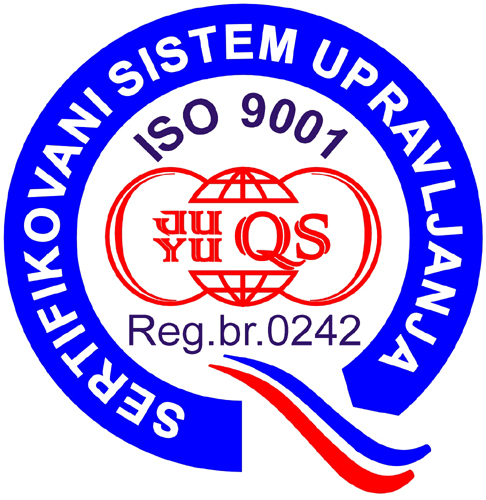 SERTIFIKOVANI SISTEM UPRAVLJANJA
ISO 9001
JU QS
YU
Reg.br.0242